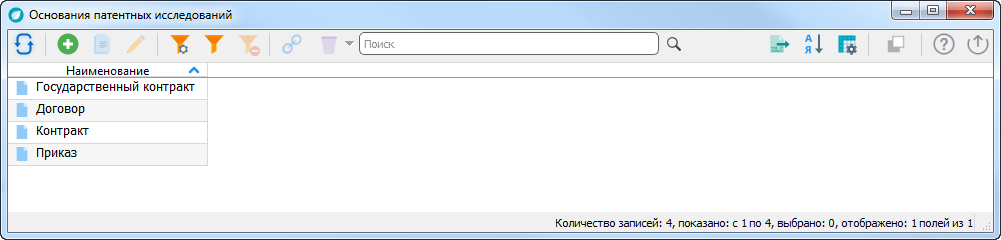 Основания патентных исследований
Поиск
А
Я
Наименование
Государственный контракт
Договор
Контракт
Приказ
Количество записей: 4, показано: с 1 по 4, выбрано: 0, отображено: 1 полей из 1